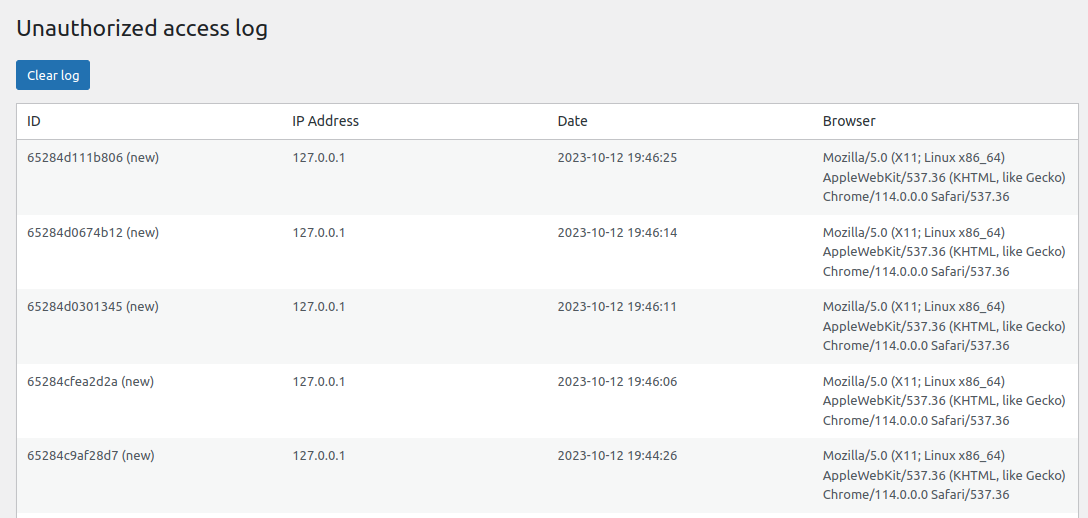 Unauthorized access log
Clear log
ID IP Address Date Browser
65284d111b806 (new) 127.0.0.1 2023-10-12 19:46:25 Mozilla/5.0 (X11; Linux x86_64)
AppleWebKit/537.36 (KHTML, like Gecko)
Chrome/114.0.0.0 Safari/537.36
65284d0674b12 (new) 127.0.0.1 2023-10-12 19:46:14 Mozilla/5.0 (X11; Linux x86_64)
AppleWebKit/537.36 (KHTML, like Gecko)
Chrome/114.0.0.0 Safari/537.36
65284d0301345 (new) 127.0.0.1 2023-10-12 19:46:11 Mozilla/5.0 (X11; Linux x86_64)
AppleWebKit/537.36 (KHTML, like Gecko)
Chrome/114.0.0.0 Safari/537.36
65284cfea2d2a (new) 127.0.0.1 2023-10-12 19:46:06 Mozilla/5.0 (X11; Linux x86_64)
AppleWebKit/537.36 (KHTML, like Gecko)
Chrome/114.0.0.0 Safari/537.36
65284c9af28d7 (new) 127.0.0.1 2023-10-12 19:44:26 Mozilla/5.0 (X11; Linux x86_64)
AppleWebKit/537.36 (KHTML, like Gecko)
Chrome/114.0.0.0 Safari/537.36